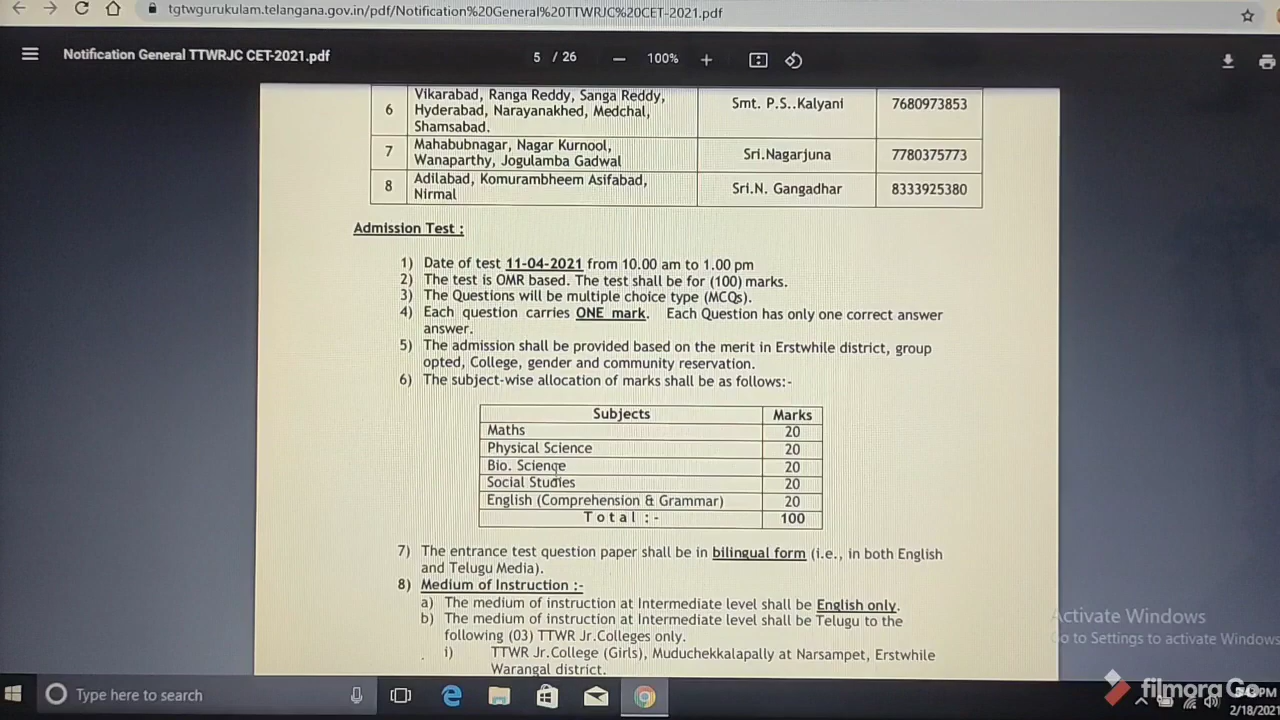 tgtwgurukulam.telangana.gov.in/pdf/Notification%20General%20TTWRJC%20CET-2021.pdf
Notification General TTWRJC CET-2021.pdf
5 / 26
100%
6 Vikarabad, Ranga Reddy, Sanga Reddy, Hyderabad, Narayanakhed, Medchal, Shamsabad. Smt. P.S..Kalyani 7680973853
7 Mahabubnagar, Nagar Kurnool, Wanaparthy, Jogulamba Gadwal Sri.Nagarjuna 7780375773
8 Adilabad, Komurambheem Asifabad, Nirmal Sri.N. Gangadhar 8333925380
Admission Test :
1) Date of test 11-04-2021 from 10.00 am to 1.00 pm
2) The test is OMR based. The test shall be for (100) marks.
3) The Questions will be multiple choice type (MCQs).
4) Each question carries ONE mark. Each Question has only one correct answer
answer.
5) The admission shall be provided based on the merit in Erstwhile district, group
opted, College, gender and community reservation.
6) The subject-wise allocation of marks shall be as follows:-
Subjects Marks
Maths 20
Physical Science 20
Bio. Science 20
Social Studies 20
English (Comprehension & Grammar) 20
Total :- 100
7) The entrance test question paper shall be in bilingual form (i.e., in both English
and Telugu Media).
8) Medium of Instruction :-
a) The medium of instruction at Intermediate level shall be English only.
b) The medium of instruction at Intermediate level shall be Telugu to the
following (03) TTWR Jr.Colleges only.
i) TTWR Jr.College (Girls), Muduchekkalapally at Narsampet, Erstwhile
Warangal district.
Activate Windows
Go to Settings to activate Windows
Type here to search
filmoraGo
PM
2/18/2021